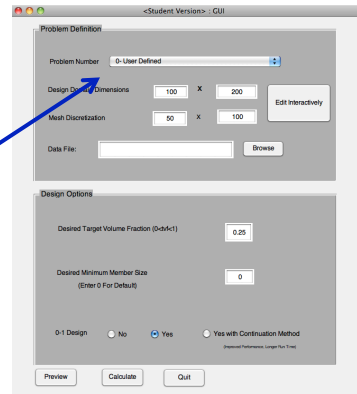 <Student Version> : GUI
Problem Definition
Problem Number 0- User Defined
Design Domain Dimensions 100 X 200
Edit Interactively
Mesh Discretization 50 x 100
Data File: Browse
Design Options
Desired Target Volume Fraction (0<tvf<1) 0.25
Desired Minimum Member Size 0
(Enter 0 For Default)
0-1 Design No Yes Yes with Continuation Method
(Improved Performance, Longer Run Time)
Preview Calculate Quit